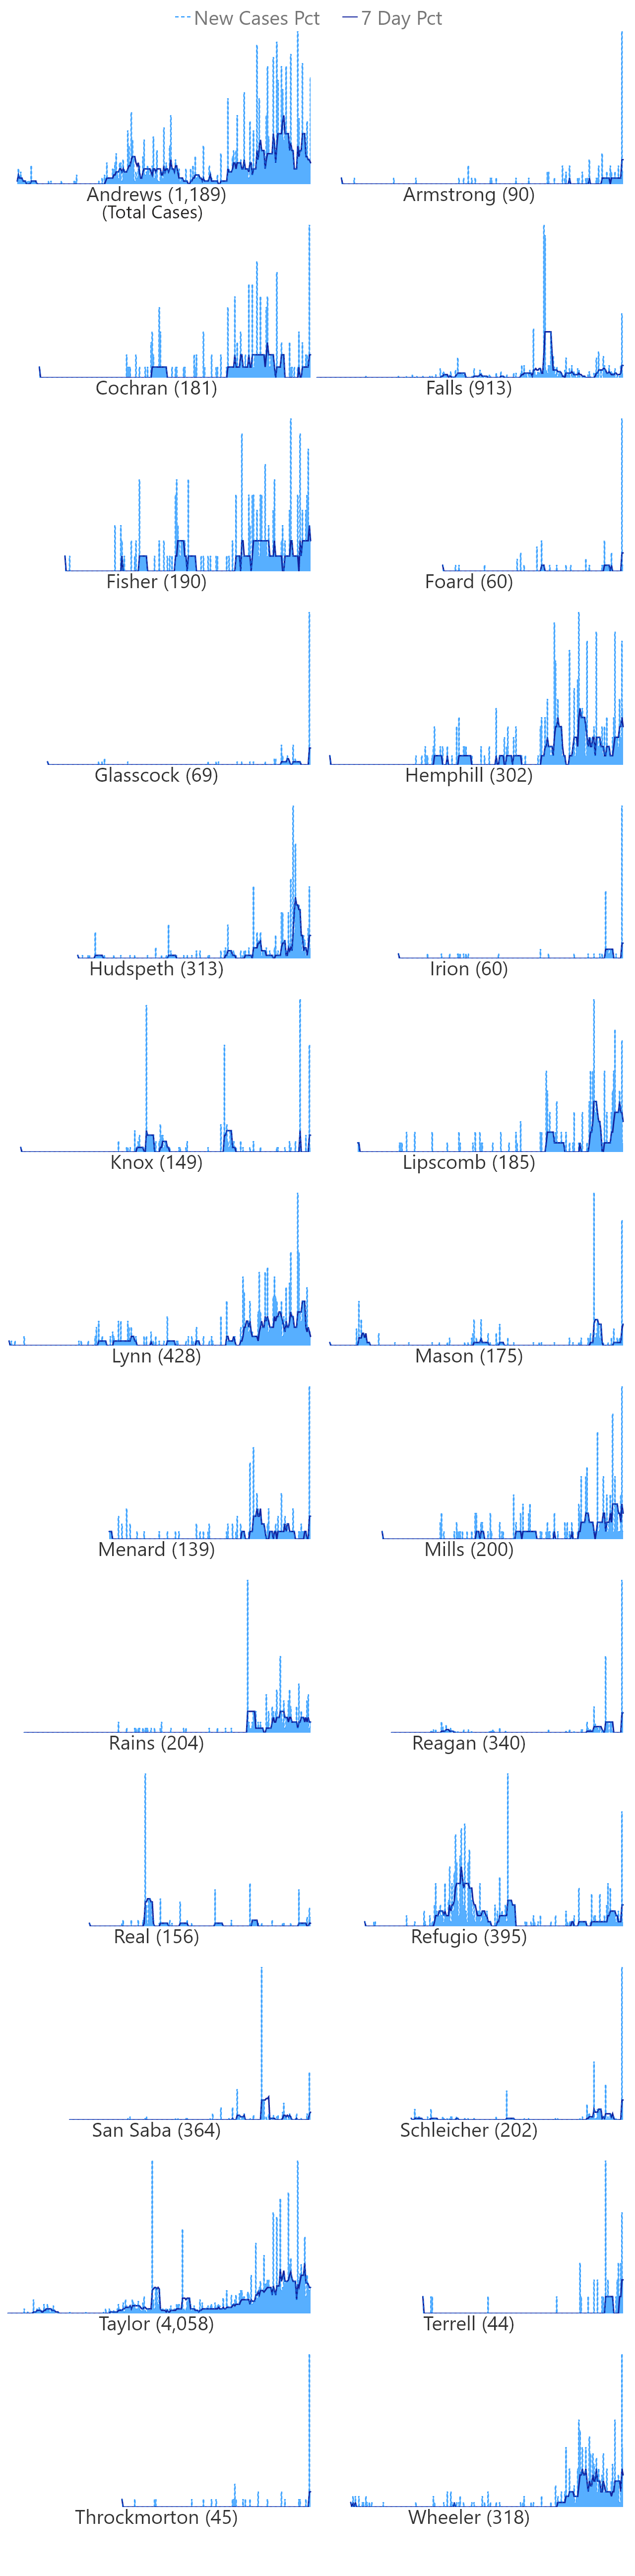 New Cases Pct 7 Day Pct
Andrews (1,189) Armstrong (90)
(Total Cases)
Cochran (181) Falls (913)
Fisher (190) Foard (60)
Glasscock (69) Hemphill (302)
Hudspeth (313) Irion (60)
Knox (149) Lipscomb (185)
Lynn (428) Mason (175)
Menard (139) Mills (200)
Rains (204) Reagan (340)
Real (156) Refugio (395)
San Saba (364) Schleicher (202)
Taylor (4,058) Terrell (44)
Throckmorton (45) Wheeler (318)